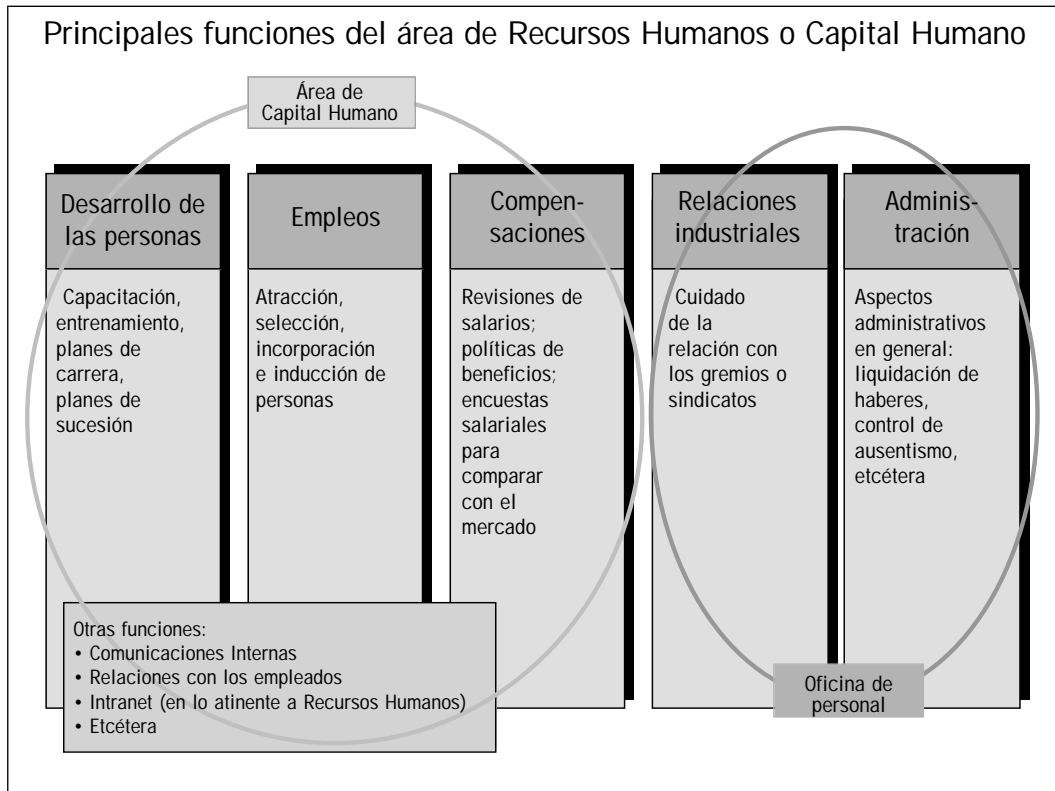 Principales funciones del área de Recursos Humanos o Capital Humano
Área de
Capital Humano
Desarrollo de
las personas
Capacitación,
entrenamiento,
planes de
carrera,
planes de
sucesión
Empleos
Atracción,
selección,
incorporación
e inducción de
personas
Compen-
saciones
Revisiones de
salarios;
políticas de
beneficios;
encuestas
salariales
para
comparar
con el
mercado
Relaciones
industriales
Cuidado
de la
relación con
los gremios o
sindicatos
Adminis-
tración
Aspectos
administrativos
en general:
liquidación de
haberes,
control de
ausentismo,
etcétera
Otras funciones:
• Comunicaciones Internas
• Relaciones con los empleados
• Intranet (en lo atinente a Recursos Humanos)
• Etcétera
Oficina de
personal